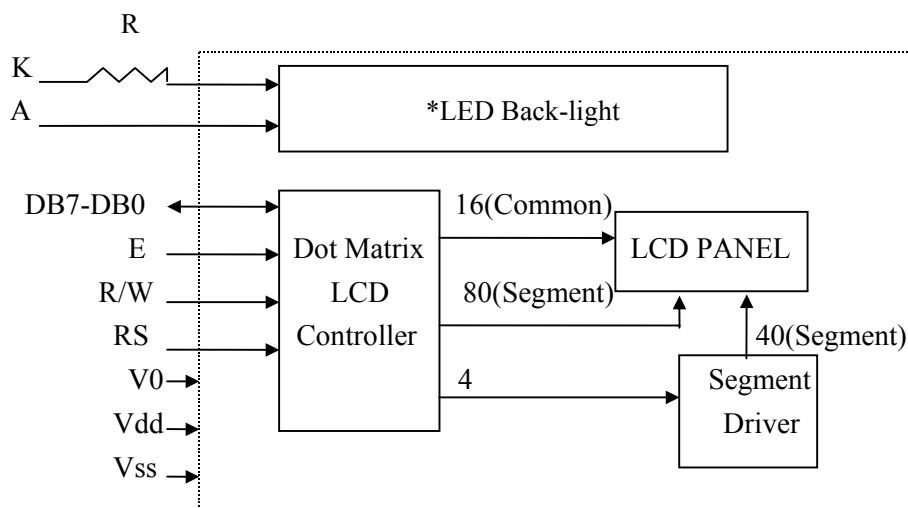 R
K
A
*LED Back-light
DB7-DB0
E
R/W
RS
V0
Vdd
Vss
Dot Matrix
LCD
Controller
16(Common)
80(Segment)
4
LCD PANEL
40(Segment)
Segment
Driver